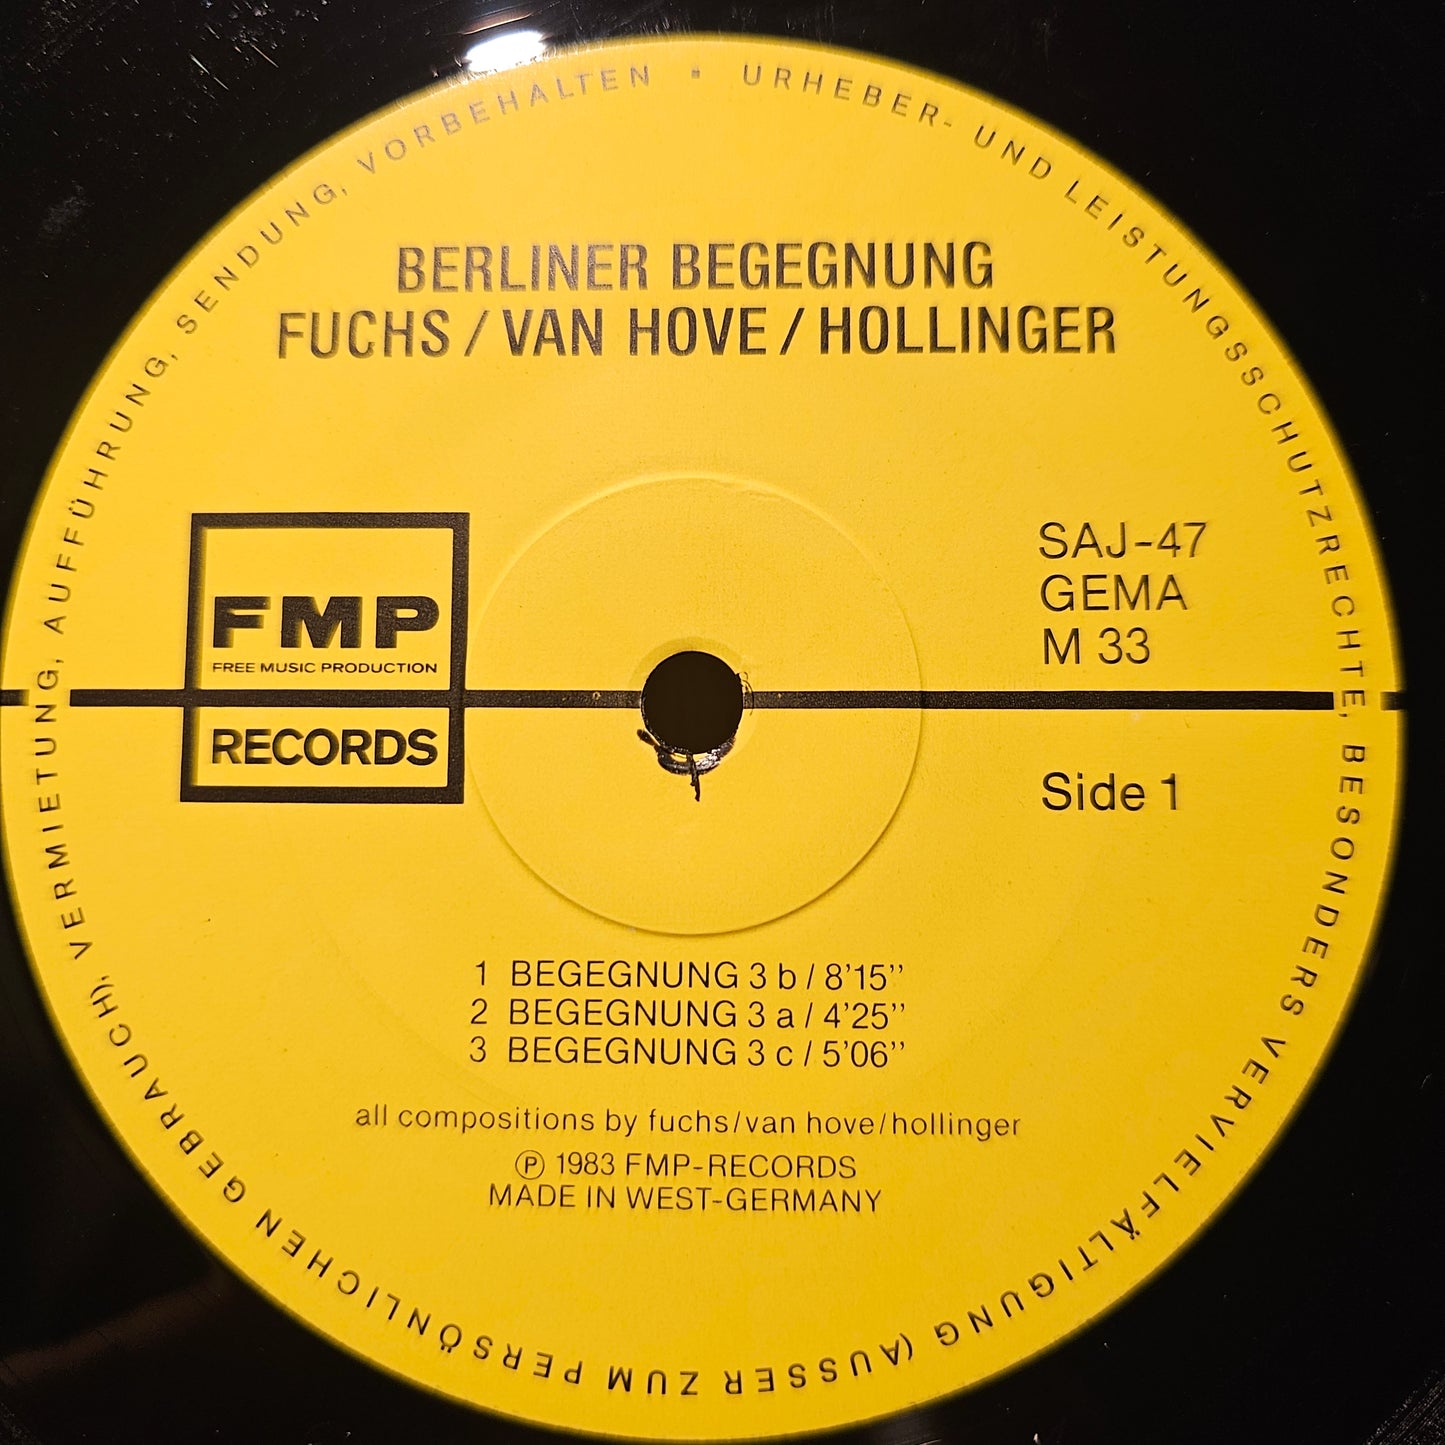 URHEBER- UND LEISTUNGSSCHUTZRECHTE, BESONDERS VERVIELFÄLTIGUNG (AUSSER ZUM PERSÖNLICHEN GEBRAUCH), VERMIETUNG, AUFFÜHRUNG, SENDUNG, VORBEHALTEN •
BERLINER BEGEGNUNG
FUCHS / VAN HOVE / HOLLINGER
FMP
FREE MUSIC PRODUCTION
RECORDS
SAJ-47
GEMA
M 33
Side 1
1 BEGEGNUNG 3 b / 8'15''
2 BEGEGNUNG 3 a / 4'25''
3 BEGEGNUNG 3 c / 5'06''
all compositions by fuchs/van hove/hollinger
Ⓟ 1983 FMP-RECORDS
MADE IN WEST-GERMANY